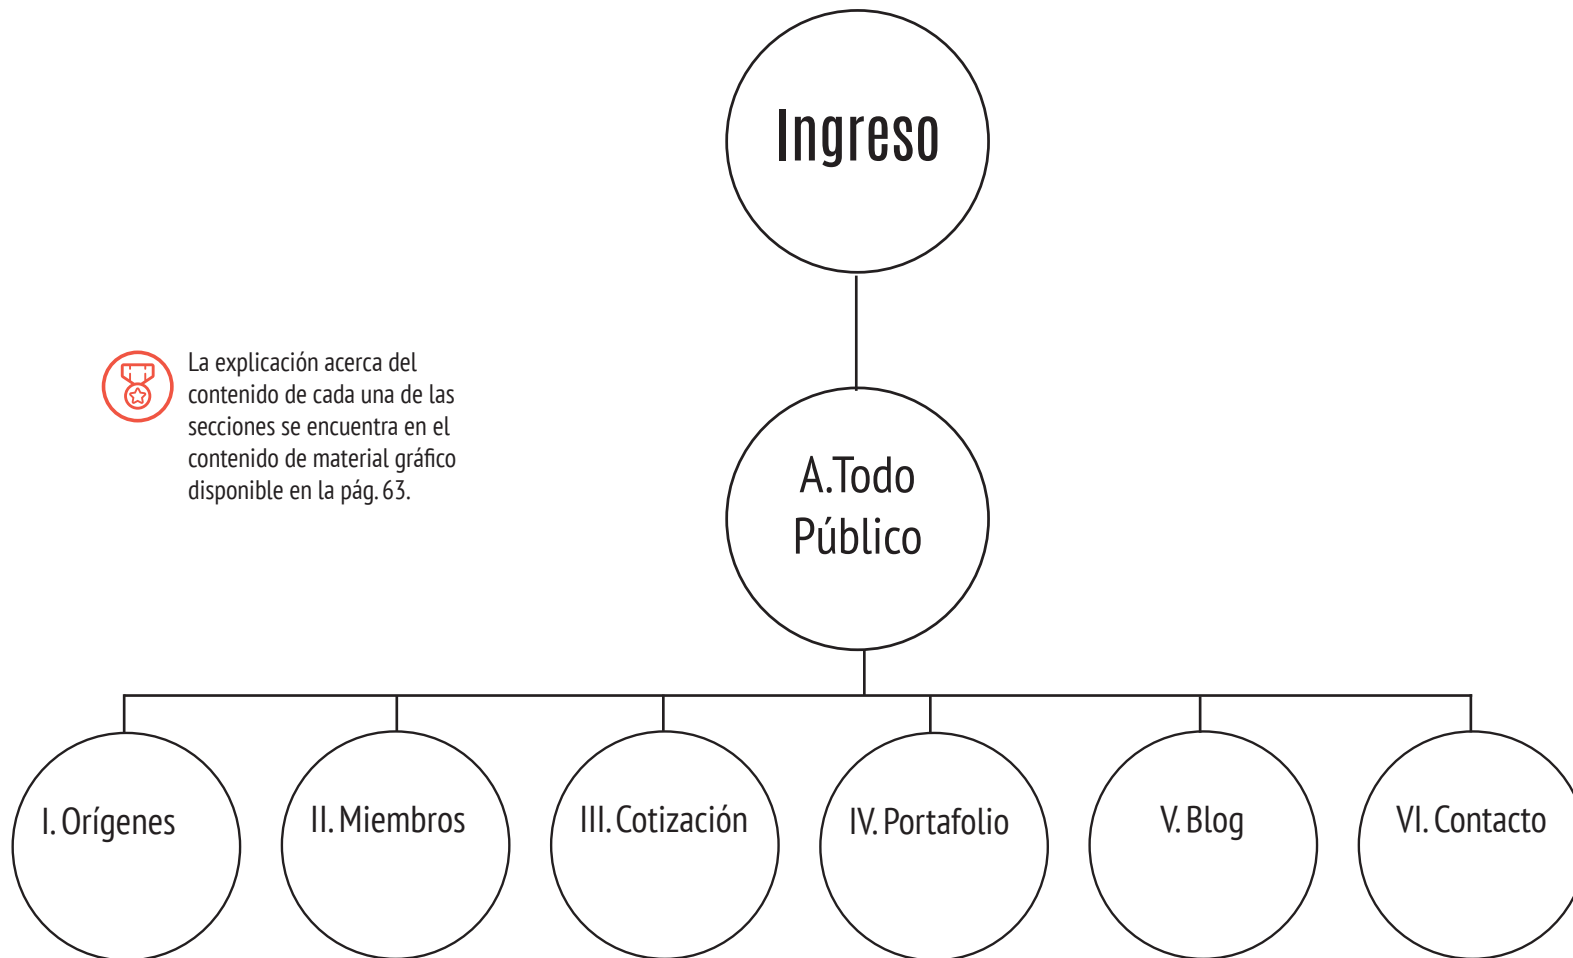 Ingreso
La explicación acerca del
contenido de cada una de las
secciones se encuentra en el
contenido de material gráfico
disponible en la pág. 63.
A. Todo
Público
I. Orígenes
II. Miembros
III. Cotización
IV. Portafolio
V. Blog
VI. Contacto